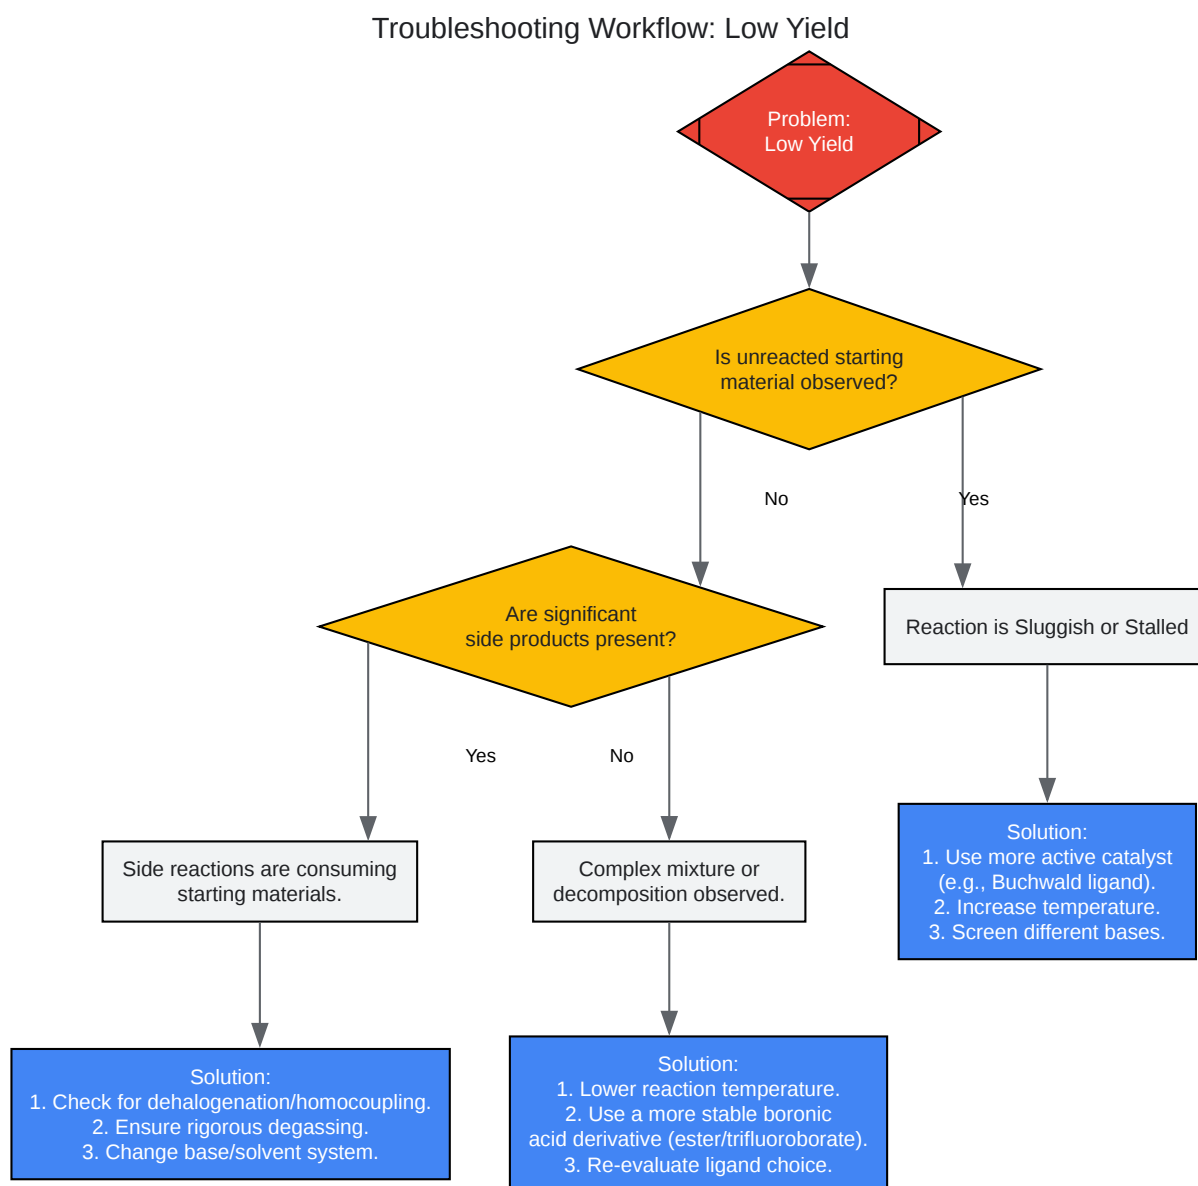 Troubleshooting Workflow: Low Yield
Problem:
Low Yield
Is unreacted starting
material observed?
No
Yes
Are significant
side products present?
Reaction is Sluggish or Stalled
Yes
No
Side reactions are consuming
starting materials.
Complex mixture or
decomposition observed.
Solution:
1. Use more active catalyst
(e.g., Buchwald ligand).
2. Increase temperature.
3. Screen different bases.
Solution:
1. Check for dehalogenation/homocoupling.
2. Ensure rigorous degassing.
3. Change base/solvent system.
Solution:
1. Lower reaction temperature.
2. Use a more stable boronic
acid derivative (ester/trifluoroborate).
3. Re-evaluate ligand choice.